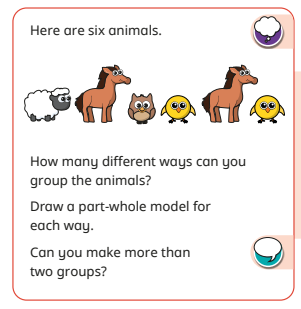 Here are six animals.
How many different ways can you
group the animals?
Draw a part-whole model for
each way.
Can you make more than
two groups?